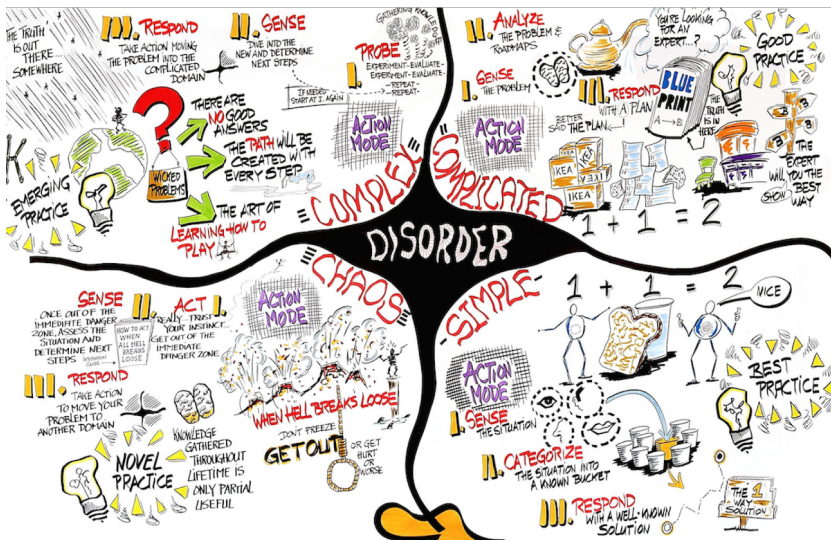 THE TRUTH
IS OUT
THERE...
SOMEWHERE
III. RESPOND
TAKE ACTION MOVING
THE PROBLEM INTO THE
COMPLICATED
DOMAIN
II. SENSE
DIVE INTO THE
NEW AND DETERMINE
NEXT STEPS
GATHERING KNOWLEDGE
I. PROBE
EXPERIMENT-EVALUATE-
EXPERIMENT-EVALUATE-
-REPEAT-
-REPEAT-
IF NEEDED
START AT I. AGAIN
ACTION
MODE
?
WICKED
PROBLEMS
THERE ARE
NO GOOD
ANSWERS
THE PATH WILL BE
CREATED WITH
EVERY STEP
THE ART OF
LEARNING HOW TO
PLAY
K
EMERGING
PRACTICE
=COMPLEX=
II. ANALYZE
THE PROBLEM &
ROADMAPS
I. SENSE
THE PROBLEM
III. RESPOND
WITH A PLAN
ACTION
MODE
YOU'RE LOOKING
FOR AN
EXPERT...?
BLUE
PRINT
A→B
GOOD
PRACTICE
THE
TRUTH
IS IN
HERE
B
B
B
BETTER
SAID THE PLAN
IKEA
IKEA
IKEA
IKEA
THE
EXPERT
WILL SHOW YOU THE BEST
WAY
1 + 1 = 2
COMPLICATED
DISORDER
=CHAOS=
ACTION
MODE
SENSE
II.
ONCE OUT OF THE
IMMEDIATE DANGER
ZONE, ASSESS THE
SITUATION AND
DETERMINE NEXT
STEPS
HOW TO ACT
WHEN
ALL HELL
BREAKS
LOOSE
ACT I.
REALLY...TRUST
YOUR INSTINCT...
GET OUT OF THE
IMMEDIATE
DANGER ZONE
III. RESPOND
TAKE ACTION
TO MOVE YOUR
PROBLEM TO
ANOTHER DOMAIN
WHEN HELL BREAKS LOOSE
DON'T FREEZE
GET OUT
OR GET
HURT
OR
WORSE
NOVEL
PRACTICE
KNOWLEDGE
GATHERED
THROUGHOUT
LIFETIME IS
ONLY PARTIAL
USEFUL
-SIMPLE-
1 + 1 = 2
NICE
ACTION
MODE
BEST
PRACTICE
I. SENSE
THE SITUATION
II. CATEGORIZE
THE SITUATION INTO
A KNOWN BUCKET
III. RESPOND
WITH A WELL-KNOWN
SOLUTION
THE 1
WAY
SOLUTION